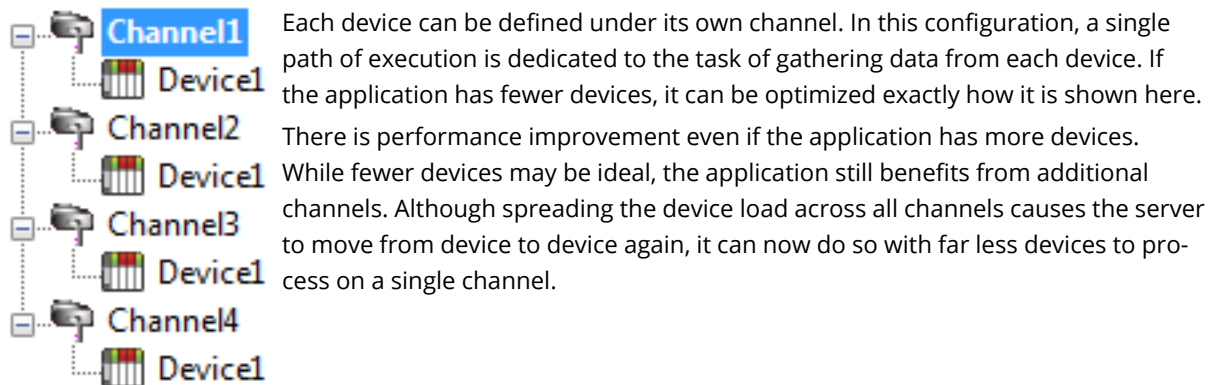 Channel1
Device1
Channel2
Device1
Channel3
Device1
Channel4
Device1
Each device can be defined under its own channel. In this configuration, a single
path of execution is dedicated to the task of gathering data from each device. If
the application has fewer devices, it can be optimized exactly how it is shown here.
There is performance improvement even if the application has more devices.
While fewer devices may be ideal, the application still benefits from additional
channels. Although spreading the device load across all channels causes the server
to move from device to device again, it can now do so with far less devices to pro-
cess on a single channel.